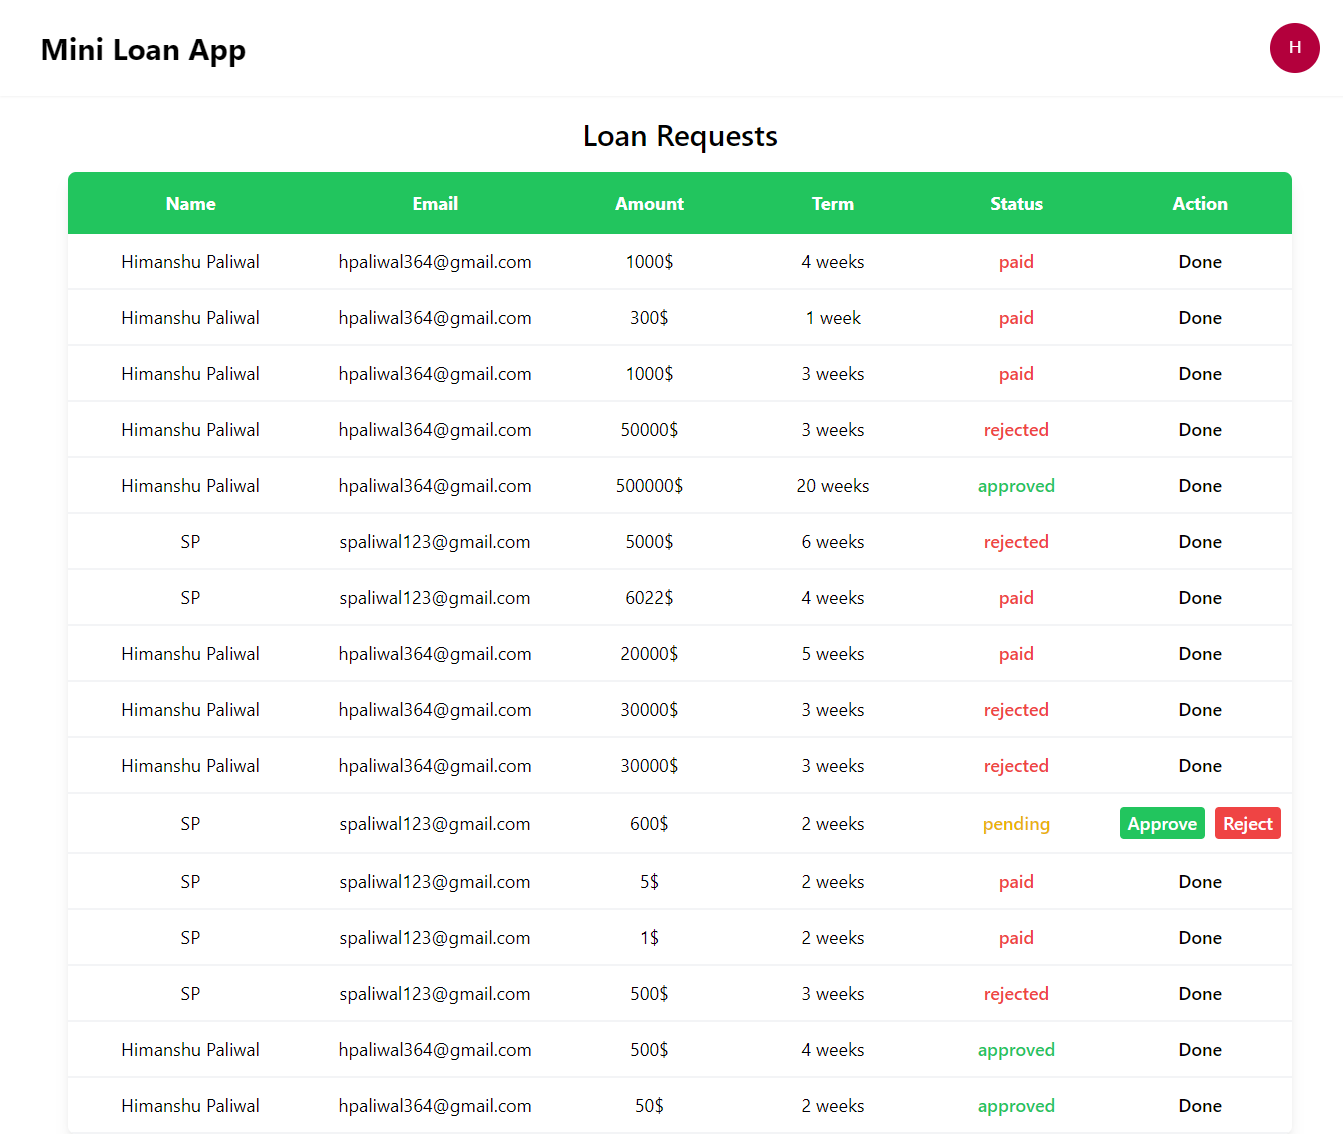 Mini Loan App H
Loan Requests
Name Email Amount Term Status Action
Himanshu Paliwal hpaliwal364@gmail.com 1000$ 4 weeks paid Done
Himanshu Paliwal hpaliwal364@gmail.com 300$ 1 week paid Done
Himanshu Paliwal hpaliwal364@gmail.com 1000$ 3 weeks paid Done
Himanshu Paliwal hpaliwal364@gmail.com 50000$ 3 weeks rejected Done
Himanshu Paliwal hpaliwal364@gmail.com 500000$ 20 weeks approved Done
SP spaliwal123@gmail.com 5000$ 6 weeks rejected Done
SP spaliwal123@gmail.com 6022$ 4 weeks paid Done
Himanshu Paliwal hpaliwal364@gmail.com 20000$ 5 weeks paid Done
Himanshu Paliwal hpaliwal364@gmail.com 30000$ 3 weeks rejected Done
Himanshu Paliwal hpaliwal364@gmail.com 30000$ 3 weeks rejected Done
SP spaliwal123@gmail.com 600$ 2 weeks pending Approve Reject
SP spaliwal123@gmail.com 5$ 2 weeks paid Done
SP spaliwal123@gmail.com 1$ 2 weeks paid Done
SP spaliwal123@gmail.com 500$ 3 weeks rejected Done
Himanshu Paliwal hpaliwal364@gmail.com 500$ 4 weeks approved Done
Himanshu Paliwal hpaliwal364@gmail.com 50$ 2 weeks approved Done